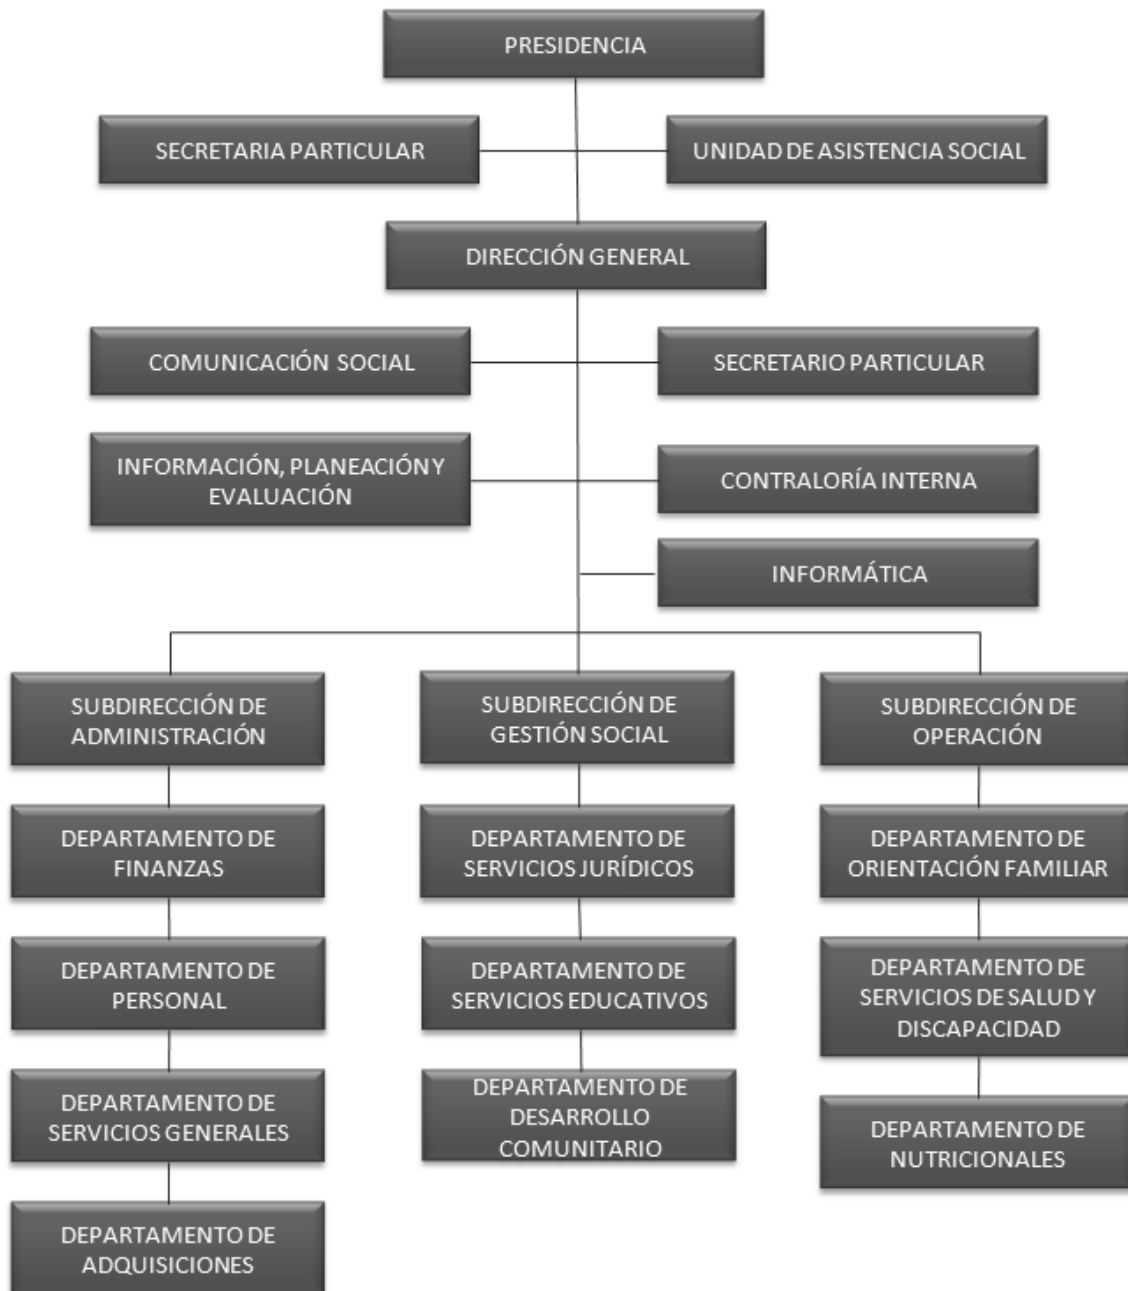 PRESIDENCIA
SECRETARIA PARTICULAR
UNIDAD DE ASISTENCIA SOCIAL
DIRECCIÓN GENERAL
COMUNICACIÓN SOCIAL
SECRETARIO PARTICULAR
INFORMACIÓN, PLANEACIÓN Y
EVALUACIÓN
CONTRALORÍA INTERNA
INFORMÁTICA
SUBDIRECCIÓN DE
ADMINISTRACIÓN
SUBDIRECCIÓN DE
GESTIÓN SOCIAL
SUBDIRECCIÓN DE
OPERACIÓN
DEPARTAMENTO DE
FINANZAS
DEPARTAMENTO DE
SERVICIOS JURÍDICOS
DEPARTAMENTO DE
ORIENTACIÓN FAMILIAR
DEPARTAMENTO DE
PERSONAL
DEPARTAMENTO DE
SERVICIOS EDUCATIVOS
DEPARTAMENTO DE
SERVICIOS DE SALUD Y
DISCAPACIDAD
DEPARTAMENTO DE
SERVICIOS GENERALES
DEPARTAMENTO DE
DESARROLLO
COMUNITARIO
DEPARTAMENTO DE
NUTRICIONALES
DEPARTAMENTO DE
ADQUISICIONES